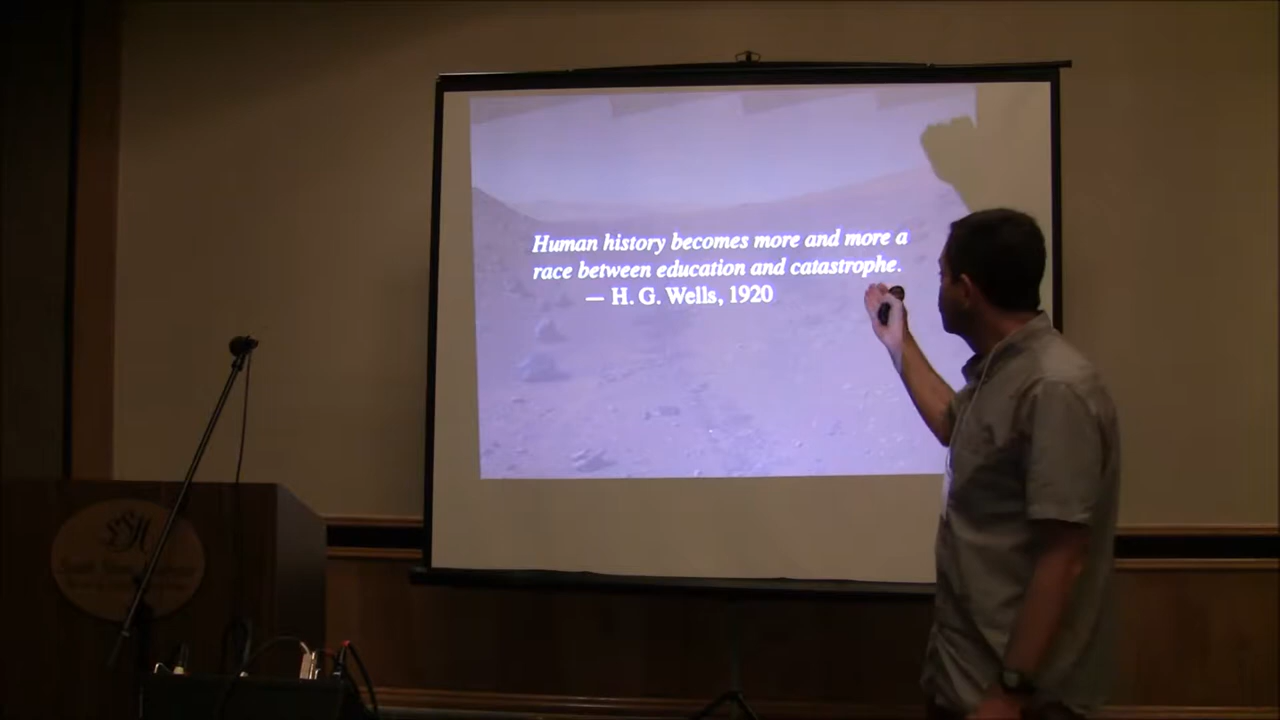 Human history becomes more and more a
race between education and catastrophe.
— H. G. Wells, 1920